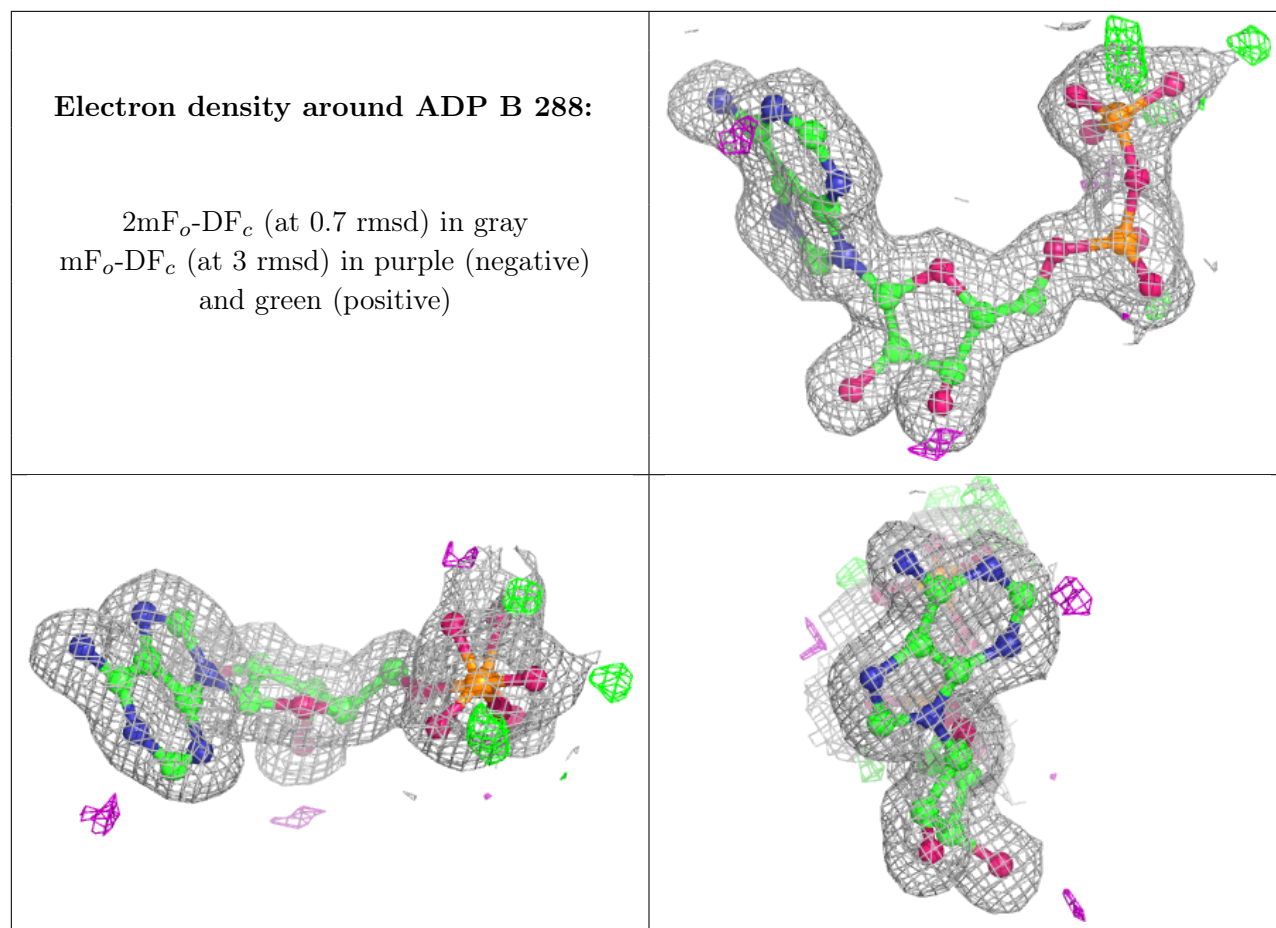 Electron density around ADP B 288:
2mFo-DFc (at 0.7 rmsd) in gray
mFo-DFc (at 3 rmsd) in purple (negative)
and green (positive)